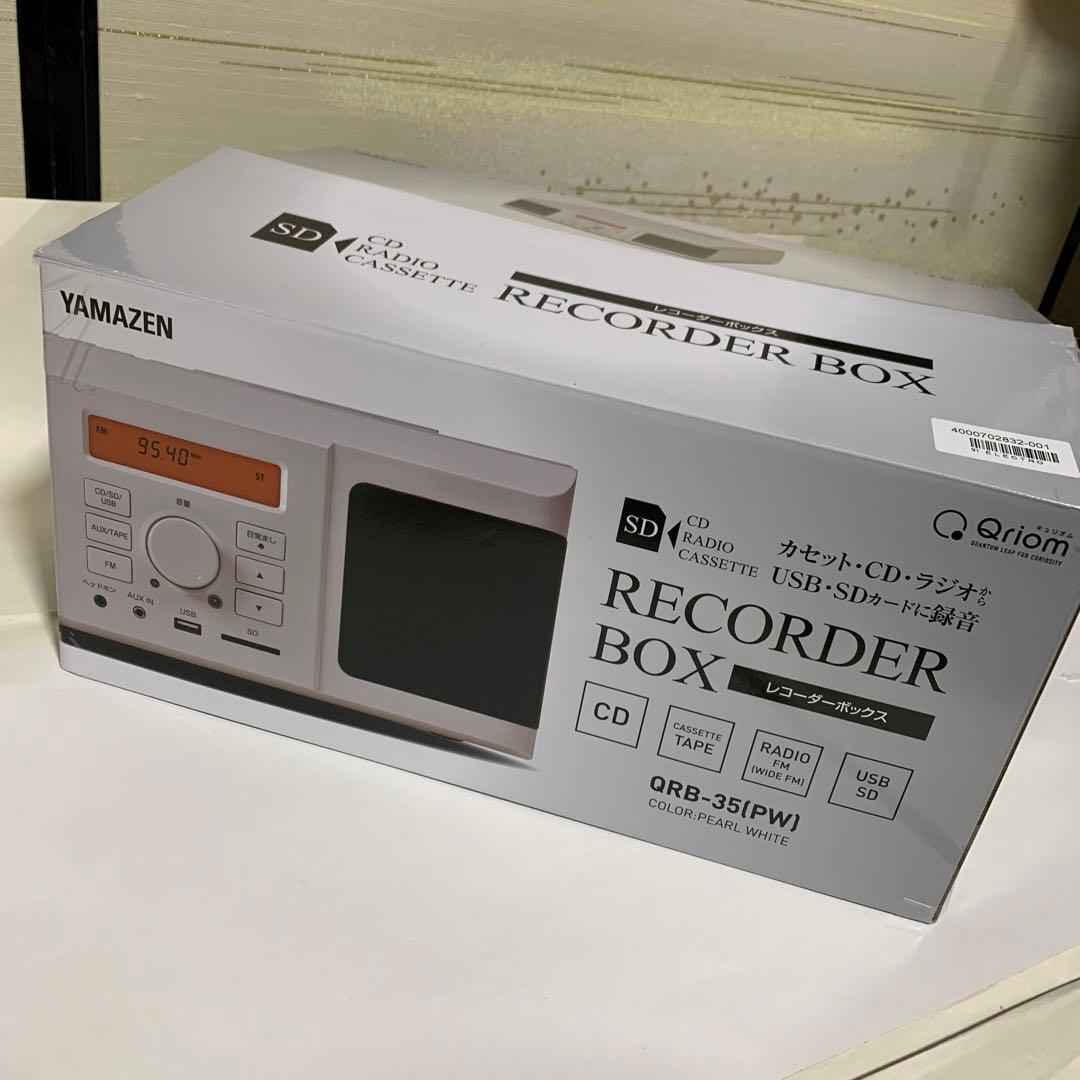 SD
CD
RADIO
CASSETTE
レコーダーボックス
RECORDER BOX
YAMAZEN
4000702832-001
9! ELECTRO
FM
95.40 MHz
ST
CD/SD/
USB
音量
目覚まし
AUX/TAPE
FM
ヘッドホン
AUX IN
USB
SD
キュリオム
Qriom
QUANTUM LEAP FOR CURIOSITY
SD
CD
RADIO
CASSETTE
カセット・CD・ラジオから
USB・SDカードに録音
RECORDER
BOX
レコーダーボックス
CD
CASSETTE
TAPE
RADIO
FM
(WIDE FM)
USB
SD
QRB-35(PW)
COLOR:PEARL WHITE